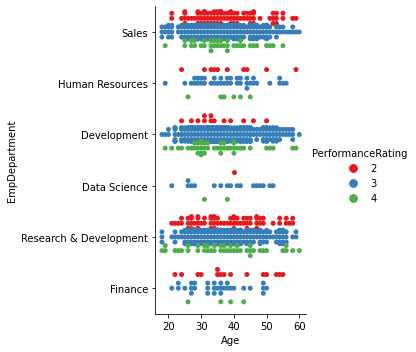 EmpDepartment
Sales
Human Resources
Development
Data Science
Research & Development
Finance
20 30 40 50 60
Age
PerformanceRating
2
3
4